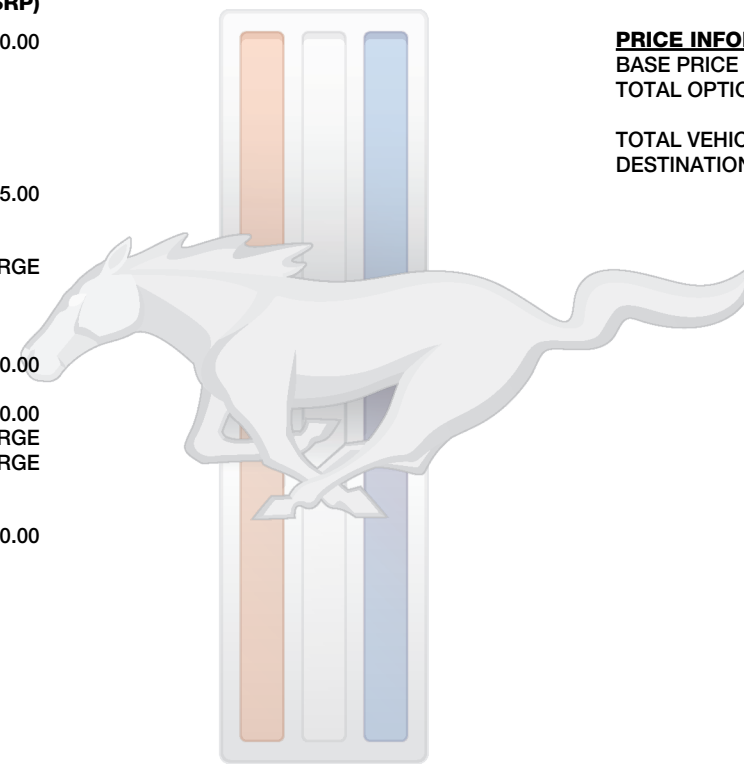 SRP)
0.00
5.00
RGE
0.00
0.00
RGE
RGE
0.00
PRICE INFO
BASE PRICE
TOTAL OPTIO
TOTAL VEHIC
DESTINATION